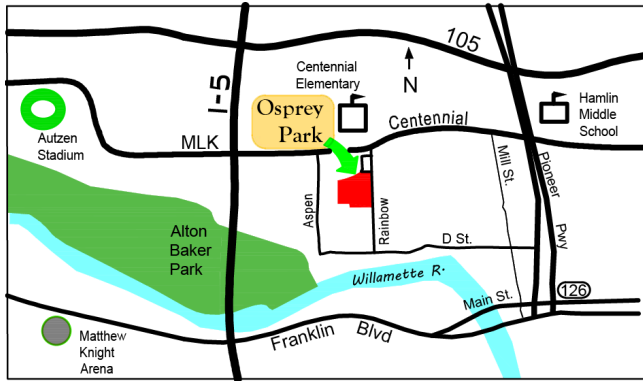 105
I-5
Centennial
Elementary
N
Hamlin
Middle
School
Osprey
Park
Centennial
Autzen
Stadium
MLK
Mill St.
Pioneer
Pwy
Aspen
Rainbow
Alton
Baker
Park
D St.
Willamette R.
Main St.
126
Franklin Blvd
Matthew
Knight
Arena